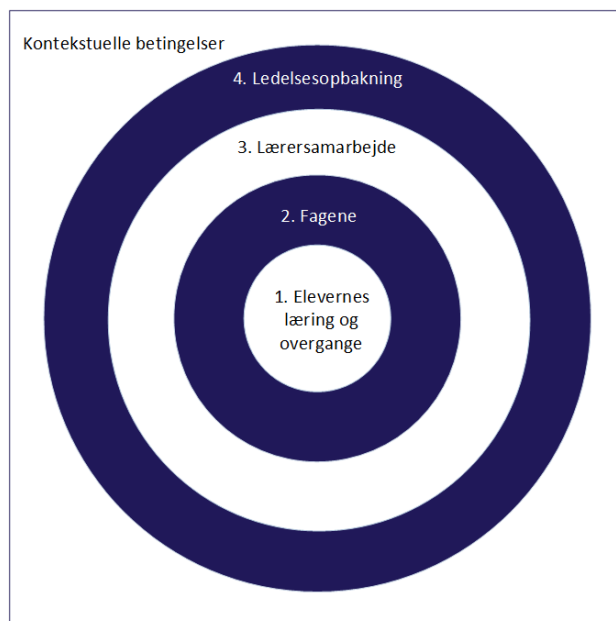 Kontekstuelle betingelser
4. Ledelsesopbakning
3. Lærersamarbejde
2. Fagene
1. Elevernes
læring og
overgange